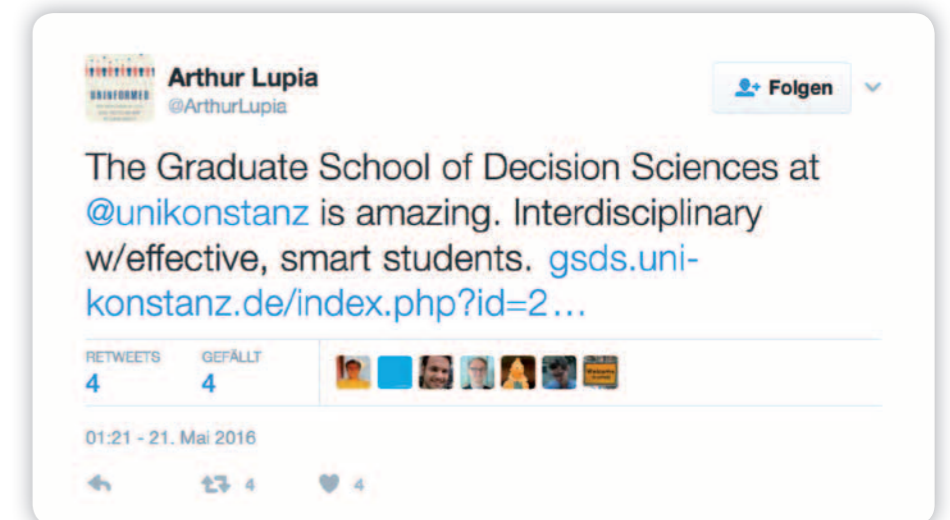 UNINFORMED
Arthur Lupia
@ArthurLupia
Folgen
The Graduate School of Decision Sciences at
@unikonstanz is amazing. Interdisciplinary
w/effective, smart students. gsds.uni-
konstanz.de/index.php?id=2…
RETWEETS
GEFÄLLT
4
4
01:21 - 21. Mai 2016
4
4